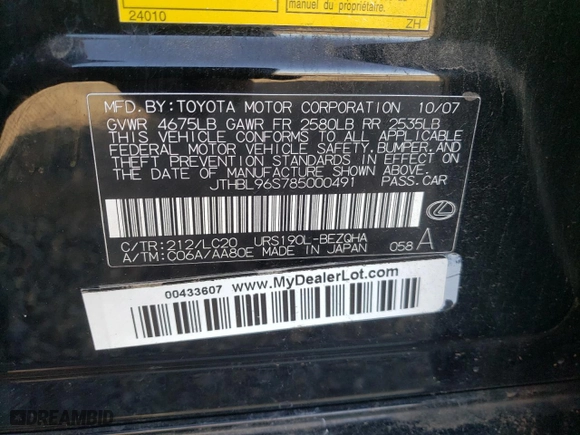 manuel du propriétaire.
24010 ZH
MFD. BY: TOYOTA MOTOR CORPORATION 10/07
GVWR 4675LB GAWR FR 2580LB RR 2535LB
THIS VEHICLE CONFORMS TO ALL APPLICABLE
FEDERAL MOTOR VEHICLE SAFETY, BUMPER, AND
THEFT PREVENTION STANDARDS IN EFFECT ON
THE DATE OF MANUFACTURE SHOWN ABOVE.
JTHBL96S785000491 PASS. CAR
C/TR: 212/LC20 URS190L-BEZQHA
A/TM: C06A/AA80E MADE IN JAPAN 058 A
00433607 www.MyDealerLot.com
DREAMBID